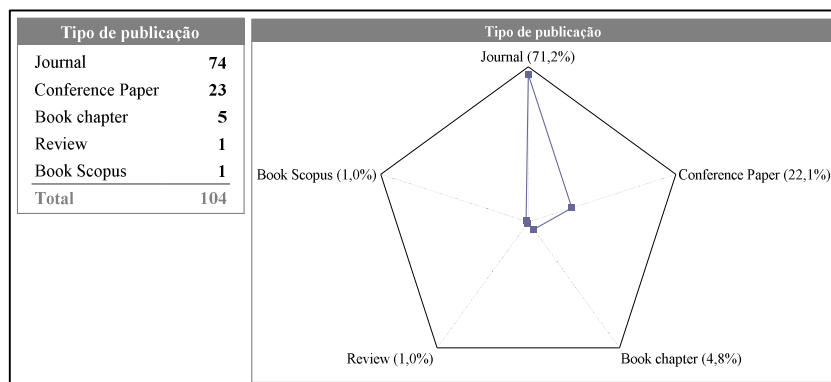 Tipo de publicação
Journal 74
Conference Paper 23
Book chapter 5
Review 1
Book Scopus 1
Total 104
Tipo de publicação
Journal (71,2%)
Book Scopus (1,0%)
Conference Paper (22,1%)
Review (1,0%)
Book chapter (4,8%)